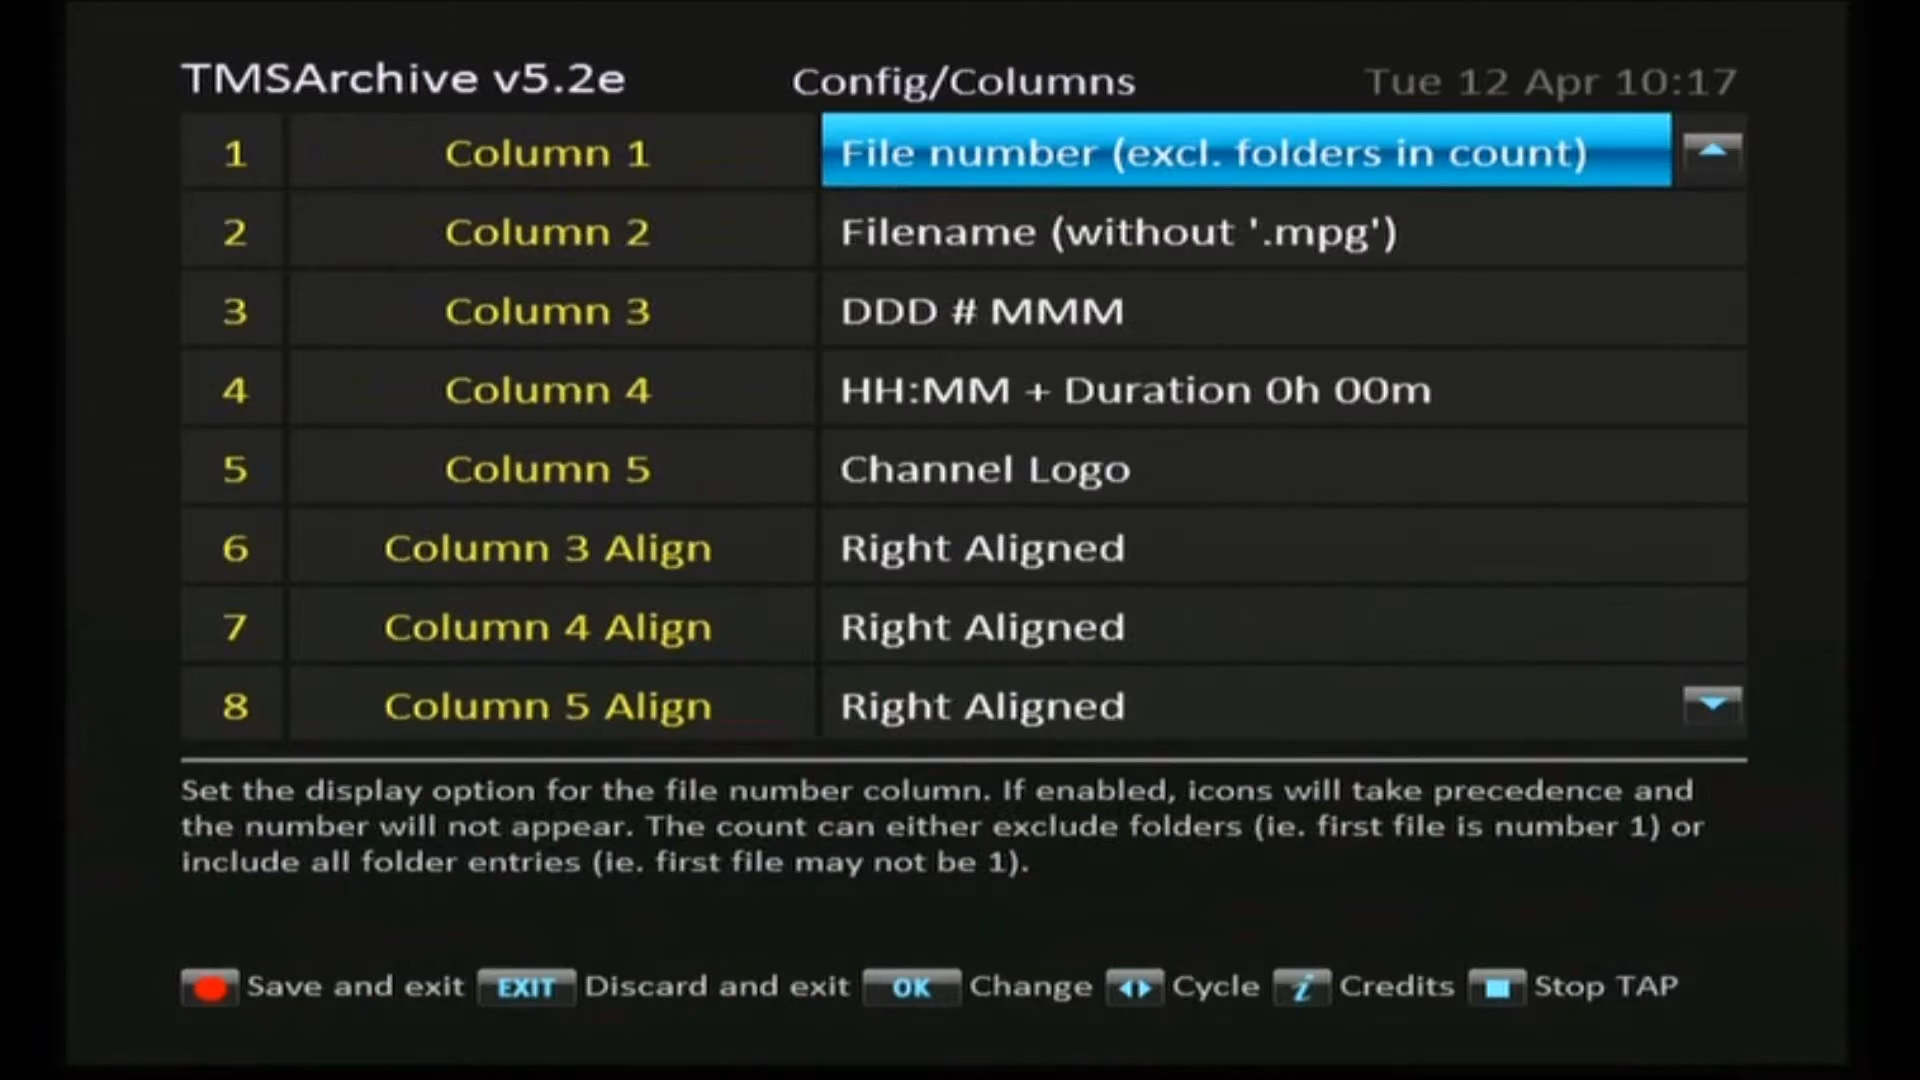 TMSArchive v5.2e Config/Columns Tue 12 Apr 10:17
1 Column 1 File number (excl. folders in count)
2 Column 2 Filename (without '.mpg')
3 Column 3 DDD # MMM
4 Column 4 HH:MM + Duration 0h 00m
5 Column 5 Channel Logo
6 Column 3 Align Right Aligned
7 Column 4 Align Right Aligned
8 Column 5 Align Right Aligned
Set the display option for the file number column. If enabled, icons will take precedence and
the number will not appear. The count can either exclude folders (ie. first file is number 1) or
include all folder entries (ie. first file may not be 1).
Save and exit EXIT Discard and exit OK Change Cycle i Credits Stop TAP